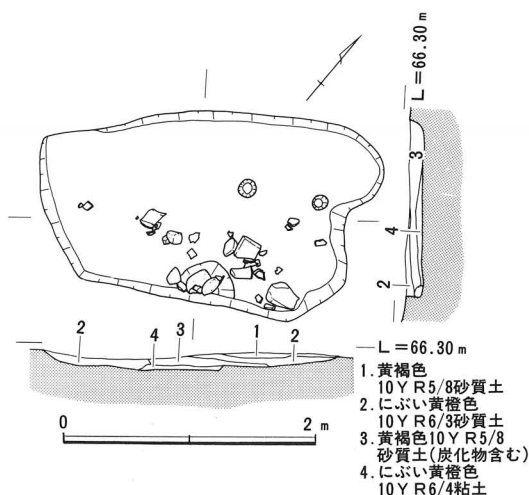 L=66.30m
3
4
2
2
4
3
1
2
L=66.30m
0
2m
1.黄褐色
10YR5/8砂質土
2.にぶい黄橙色
10YR6/3砂質土
3.黄褐色10YR5/8
砂質土(炭化物含む)
4.にぶい黄橙色
10YR6/4粘土